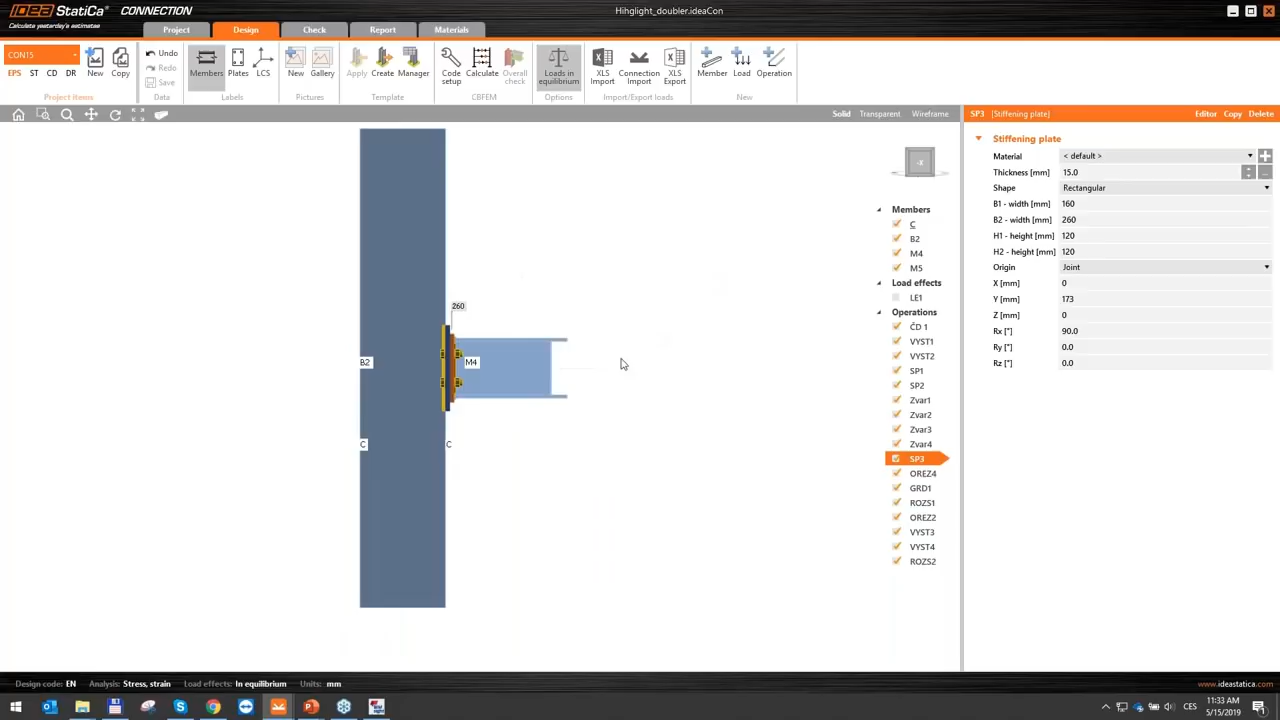 IDEA StatiCa CONNECTION
Calculate yesterday's estimates
Hinglight_doubler.ideaCon
Project
Design
Check
Report
Materials
CON15
EPS ST CD DR
New
Copy
Undo
Redo
Save
Members
Plates
LCS
New
Gallery
Apply
Create
Manager
Code setup
Calculate
Overall check
Loads in equilibrium
XLS Import
Connection Import
XLS Export
Member
Load
Operation
Project items
Data
Labels
Pictures
Template
CBFEM
Options
Import/Export loads
New
Solid
Transparent
Wireframe
SP3 [Stiffening plate]
Editor Copy Delete
-X
260
B2
M4
C
C
Members
C
B2
M4
M5
Load effects
LE1
Operations
ČD 1
VYST1
VYST2
SP1
SP2
Zvar1
Zvar2
Zvar3
Zvar4
SP3
OREZ4
GRD1
ROZS1
OREZ2
VYST3
VYST4
ROZS2
Stiffening plate
Material < default >
Thickness [mm] 15.0
Shape Rectangular
B1 - width [mm] 160
B2 - width [mm] 260
H1 - height [mm] 120
H2 - height [mm] 120
Origin Joint
X [mm] 0
Y [mm] 173
Z [mm] 0
Rx [°] 90.0
Ry [°] 0.0
Rz [°] 0.0
Design code: EN Analysis: Stress, strain Load effects: In equilibrium Units: mm
www.ideastatica.com
CES
11:33 AM
5/15/2019